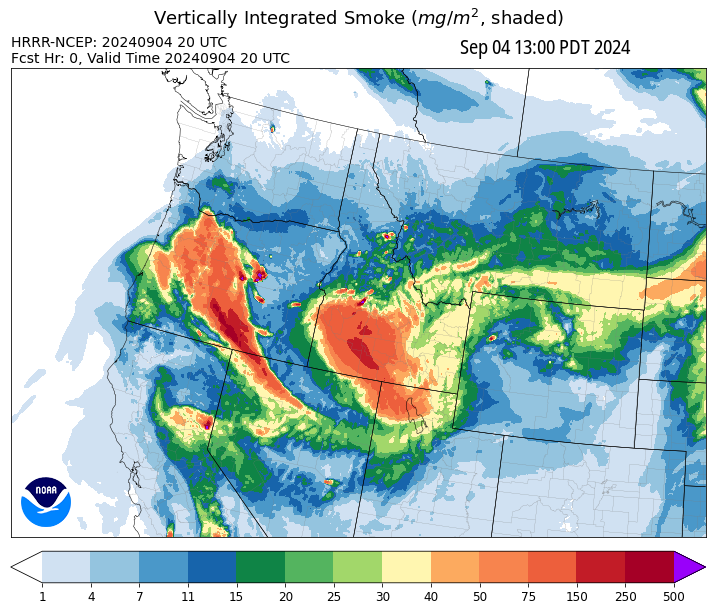 Vertically Integrated Smoke (mg/m², shaded)
HRRR-NCEP: 20240904 20 UTC
Fcst Hr: 0, Valid Time 20240904 20 UTC
Sep 04 13:00 PDT 2024
NOAA
1 4 7 11 15 20 25 30 40 50 75 150 250 500